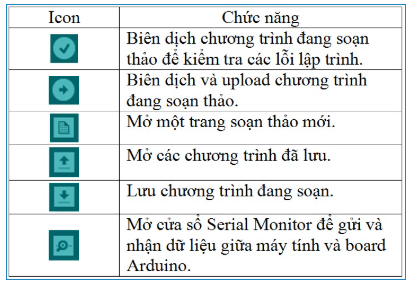 Icon
Chức năng
Biên dịch chương trình đang soạn
thảo để kiểm tra các lỗi lập trình.
Biên dịch và upload chương trình
đang soạn thảo.
Mở một trang soạn thảo mới.
Mở các chương trình đã lưu.
Lưu chương trình đang soạn.
Mở cửa sổ Serial Monitor để gửi và
nhận dữ liệu giữa máy tính và board
Arduino.